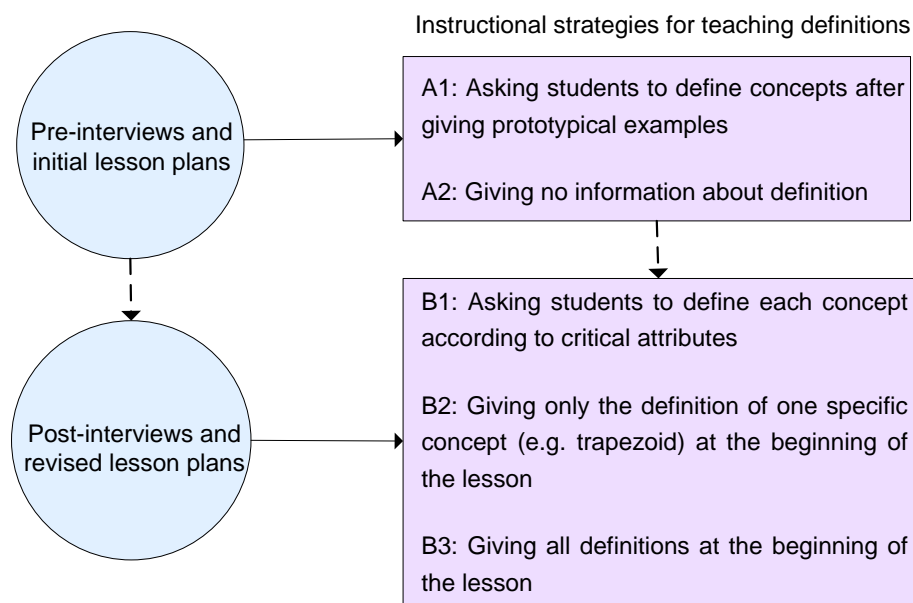 Instructional strategies for teaching definitions
Pre-interviews and
initial lesson plans
A1: Asking students to define concepts after
giving prototypical examples
A2: Giving no information about definition
Post-interviews and
revised lesson plans
B1: Asking students to define each concept
according to critical attributes
B2: Giving only the definition of one specific
concept (e.g. trapezoid) at the beginning of
the lesson
B3: Giving all definitions at the beginning of
the lesson